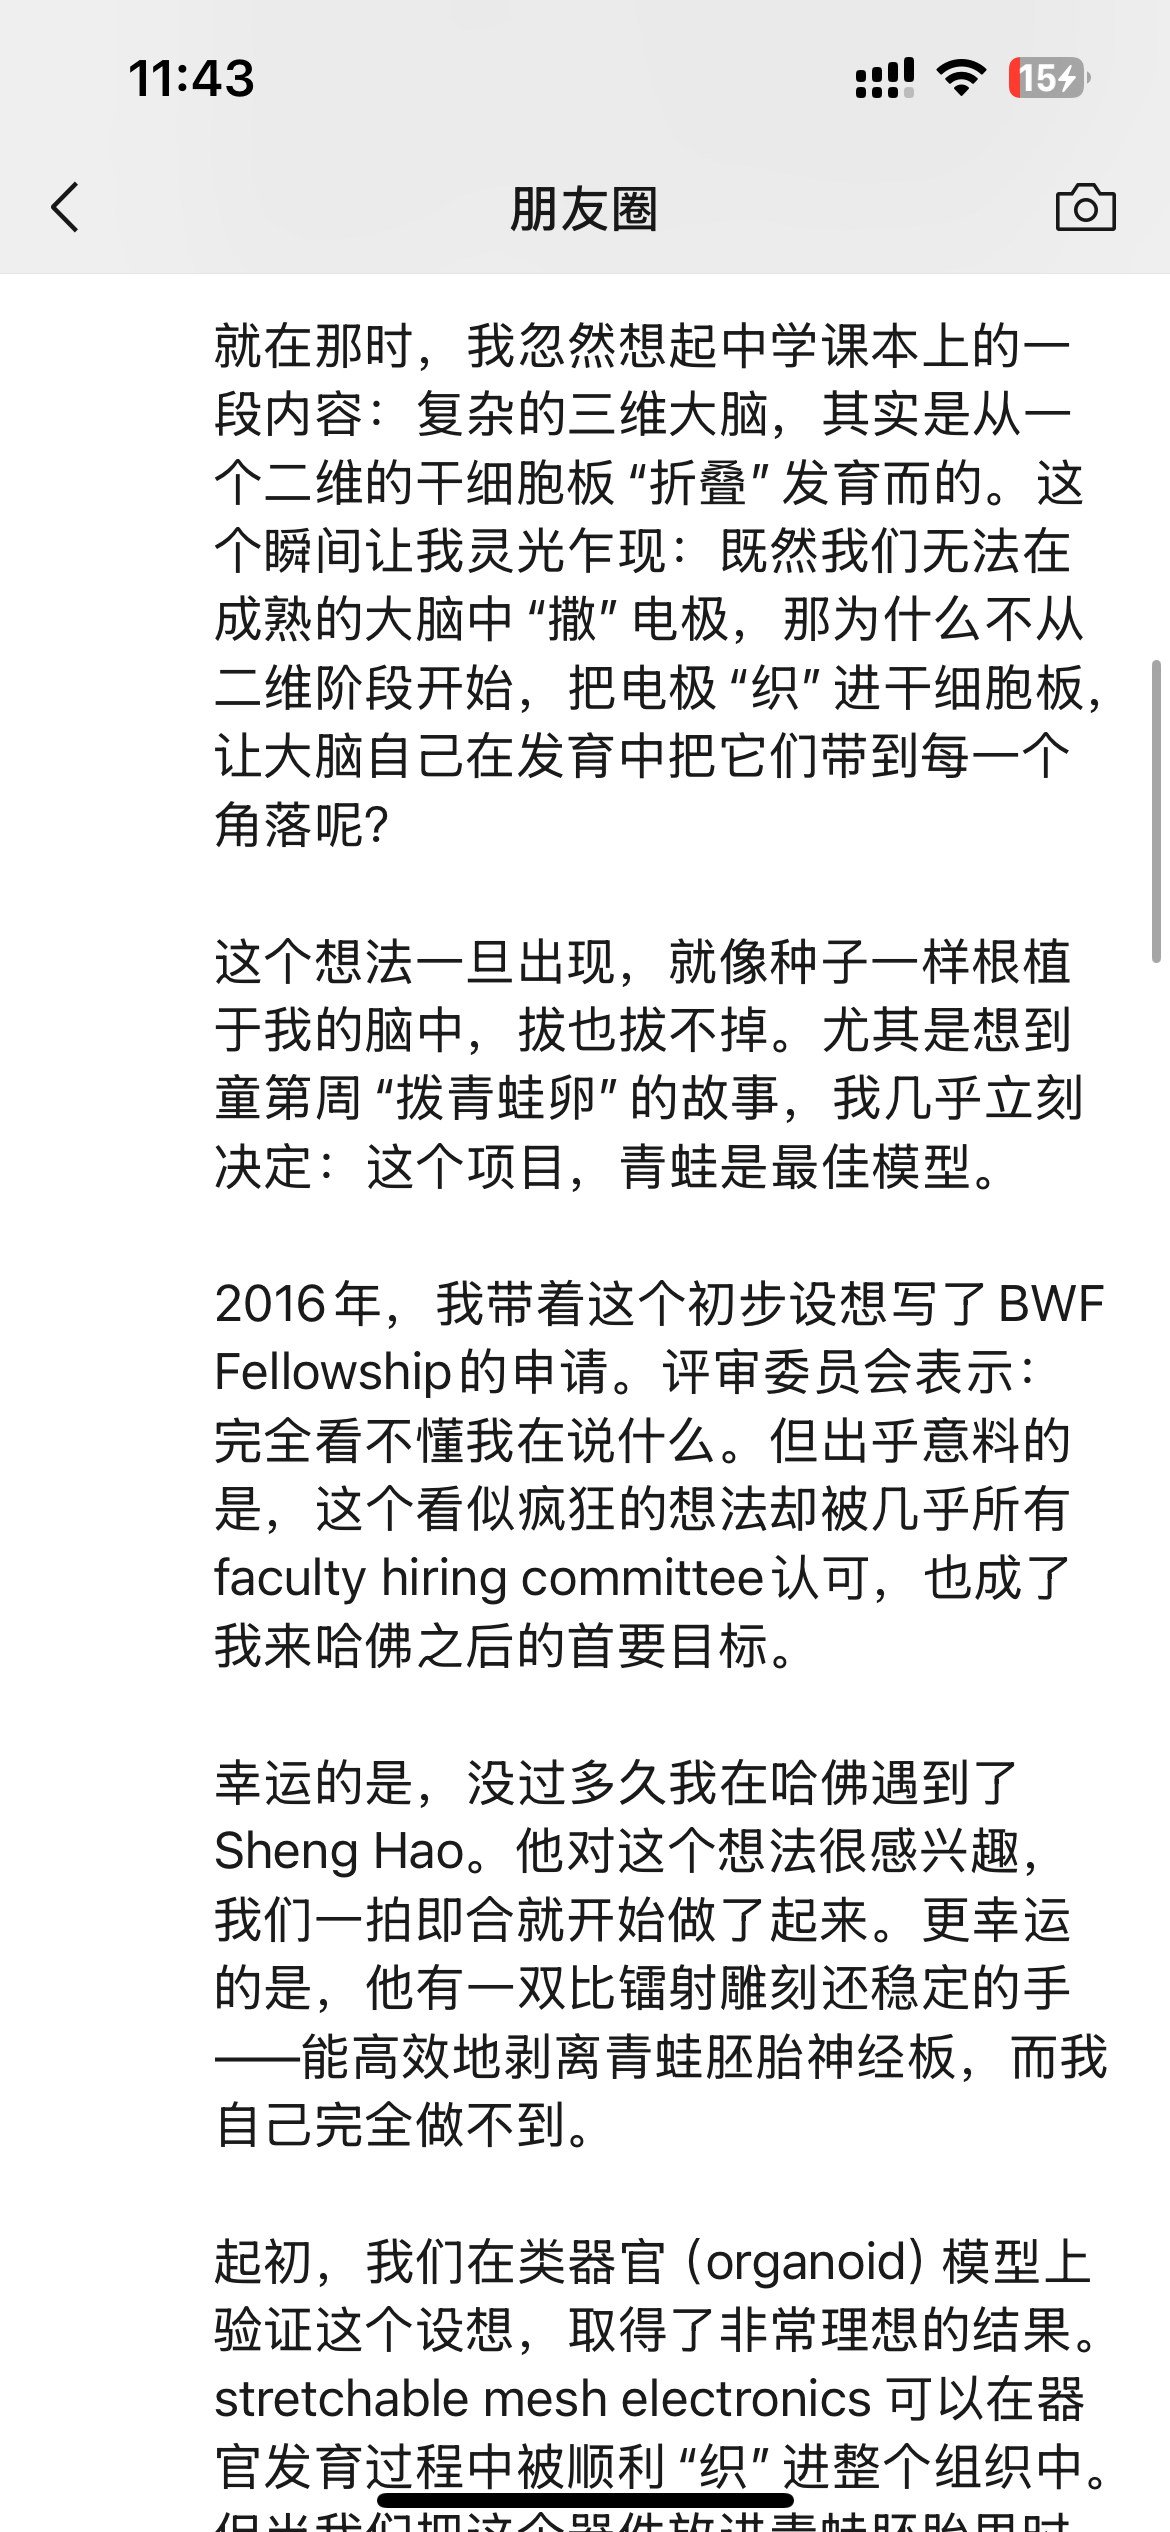 11:43
15
朋友圈
就在那时，我忽然想起中学课本上的一
段内容：复杂的三维大脑，其实是从一
个二维的干细胞板“折叠”发育而的。这
个瞬间让我灵光乍现：既然我们无法在
成熟的大脑中“撒”电极，那为什么不从
二维阶段开始，把电极“织”进干细胞板，
让大脑自己在发育中把它们带到每一个
角落呢？
这个想法一旦出现，就像种子一样根植
于我的脑中，拔也拔不掉。尤其是想到
童第周“拨青蛙卵”的故事，我几乎立刻
决定：这个项目，青蛙是最佳模型。
2016年，我带着这个初步设想写了BWF
Fellowship的申请。评审委员会表示：
完全看不懂我在说什么。但出乎意料的
是，这个看似疯狂的想法却被几乎所有
faculty hiring committee认可，也成了
我来哈佛之后的首要目标。
幸运的是，没过多久我在哈佛遇到了
Sheng Hao。他对这个想法很感兴趣，
我们一拍即合就开始做了起来。更幸运
的是，他有一双比镭射雕刻还稳定的手
——能高效地剥离青蛙胚胎神经板，而我
自己完全做不到。
起初，我们在类器官（organoid）模型上
验证这个设想，取得了非常理想的结果。
stretchable mesh electronics 可以在器
官发育过程中被顺利“织”进整个组织中。
但当我们把这个器件放进青蛙胚胎里时